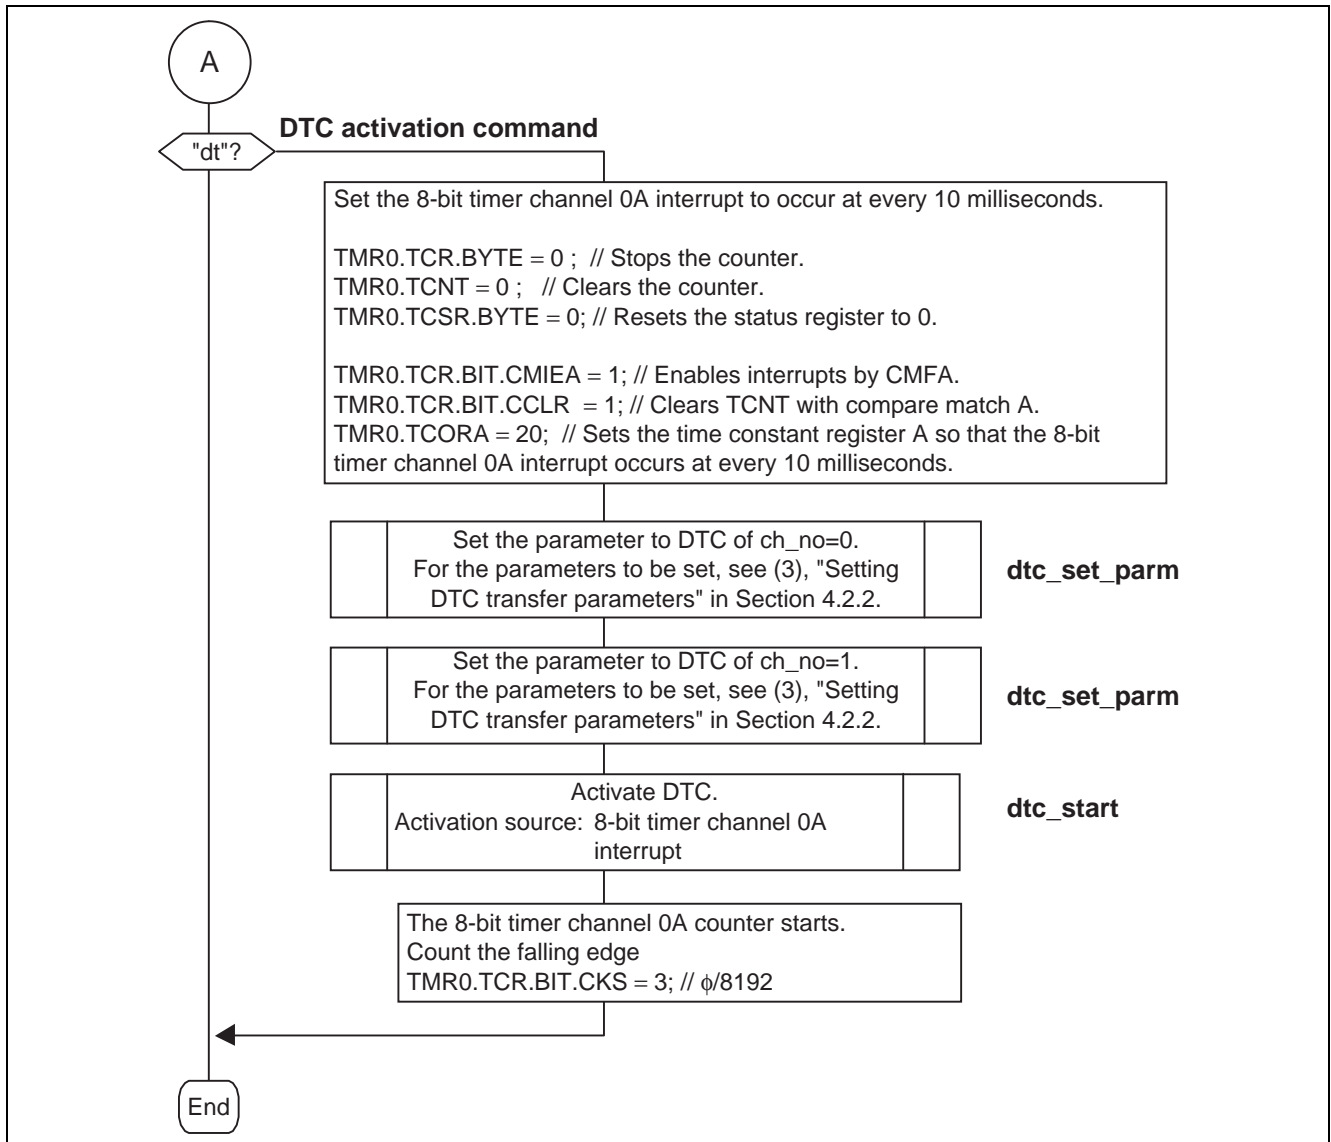 A
DTC activation command
"dt"?
Set the 8-bit timer channel 0A interrupt to occur at every 10 milliseconds.
TMR0.TCR.BYTE = 0 ; // Stops the counter.
TMR0.TCNT = 0 ; // Clears the counter.
TMR0.TCSR.BYTE = 0; // Resets the status register to 0.
TMR0.TCR.BIT.CMIEA = 1; // Enables interrupts by CMFA.
TMR0.TCR.BIT.CCLR = 1; // Clears TCNT with compare match A.
TMR0.TCORA = 20; // Sets the time constant register A so that the 8-bit
timer channel 0A interrupt occurs at every 10 milliseconds.
Set the parameter to DTC of ch_no=0.
For the parameters to be set, see (3), "Setting
DTC transfer parameters" in Section 4.2.2.
dtc_set_parm
Set the parameter to DTC of ch_no=1.
For the parameters to be set, see (3), "Setting
DTC transfer parameters" in Section 4.2.2.
dtc_set_parm
Activate DTC.
Activation source: 8-bit timer channel 0A
interrupt
dtc_start
The 8-bit timer channel 0A counter starts.
Count the falling edge
TMR0.TCR.BIT.CKS = 3; // ϕ/8192
End